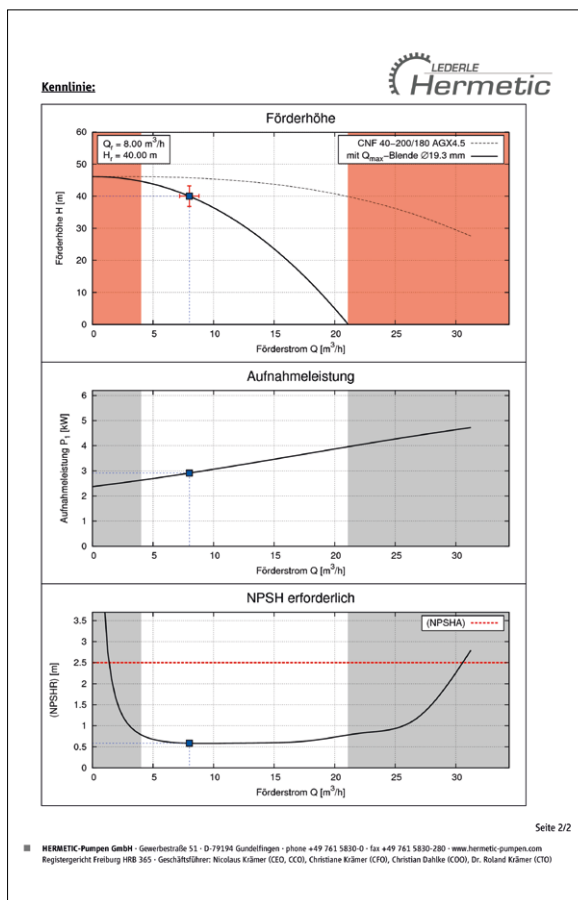 LEDERLE
Hermetic
Kennlinie:
Förderhöhe
Qr = 8.00 m³/h
Hr = 40.00 m
CNF 40–200/180 AGX4.5
mit Qmax–Blende Ø19.3 mm
Förderhöhe H [m]
60
50
40
30
20
10
0
0 5 10 15 20 25 30
Förderstrom Q [m³/h]
Aufnahmeleistung
Aufnahmeleistung P1 [kW]
6
5
4
3
2
1
0
0 5 10 15 20 25 30
Förderstrom Q [m³/h]
NPSH erforderlich
(NPSHA)
(NPSHR) [m]
3.5
3
2.5
2
1.5
1
0.5
0
0 5 10 15 20 25 30
Förderstrom Q [m³/h]
Seite 2/2
HERMETIC-Pumpen GmbH · Gewerbestraße 51 · D-79194 Gundelfingen · phone +49 761 5830-0 · fax +49 761 5830-280 · www.hermetic-pumpen.com
Registergericht Freiburg HRB 365 · Geschäftsführer: Nicolaus Krämer (CEO, CCO), Christiane Krämer (CFO), Christian Dahlke (COO), Dr. Roland Krämer (CTO)